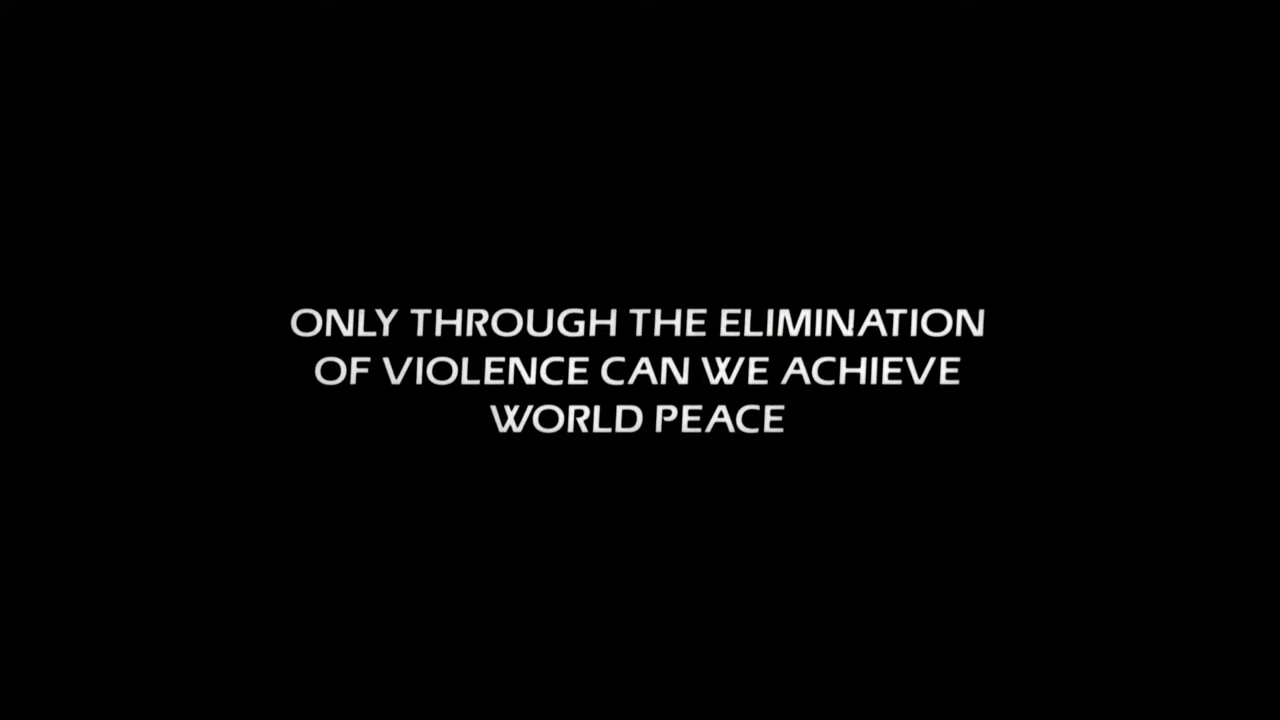 ONLY THROUGH THE ELIMINATION
OF VIOLENCE CAN WE ACHIEVE
WORLD PEACE